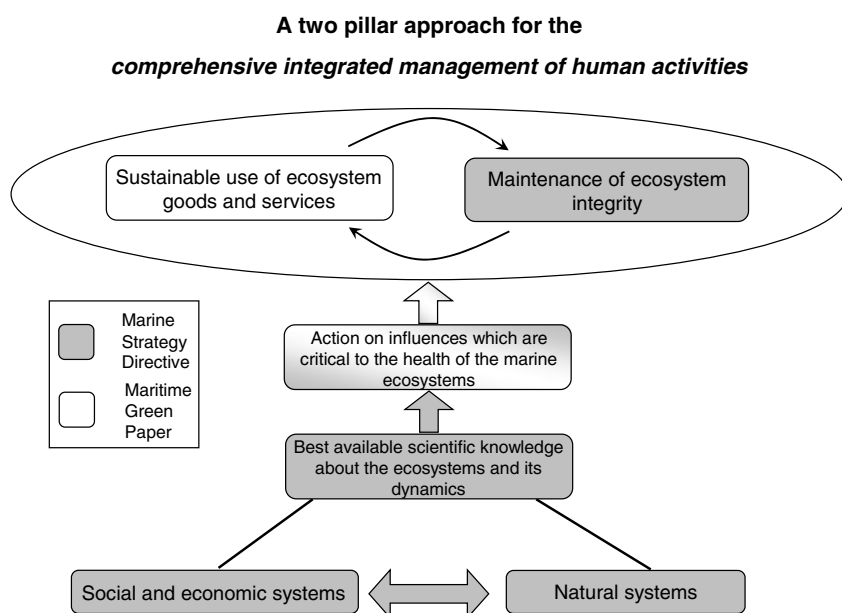 A two pillar approach for the
comprehensive integrated management of human activities
Sustainable use of ecosystem
goods and services
Maintenance of ecosystem
integrity
Marine
Strategy
Directive
Maritime
Green
Paper
Action on influences which are
critical to the health of the marine
ecosystems
Best available scientific knowledge
about the ecosystems and its
dynamics
Social and economic systems
Natural systems